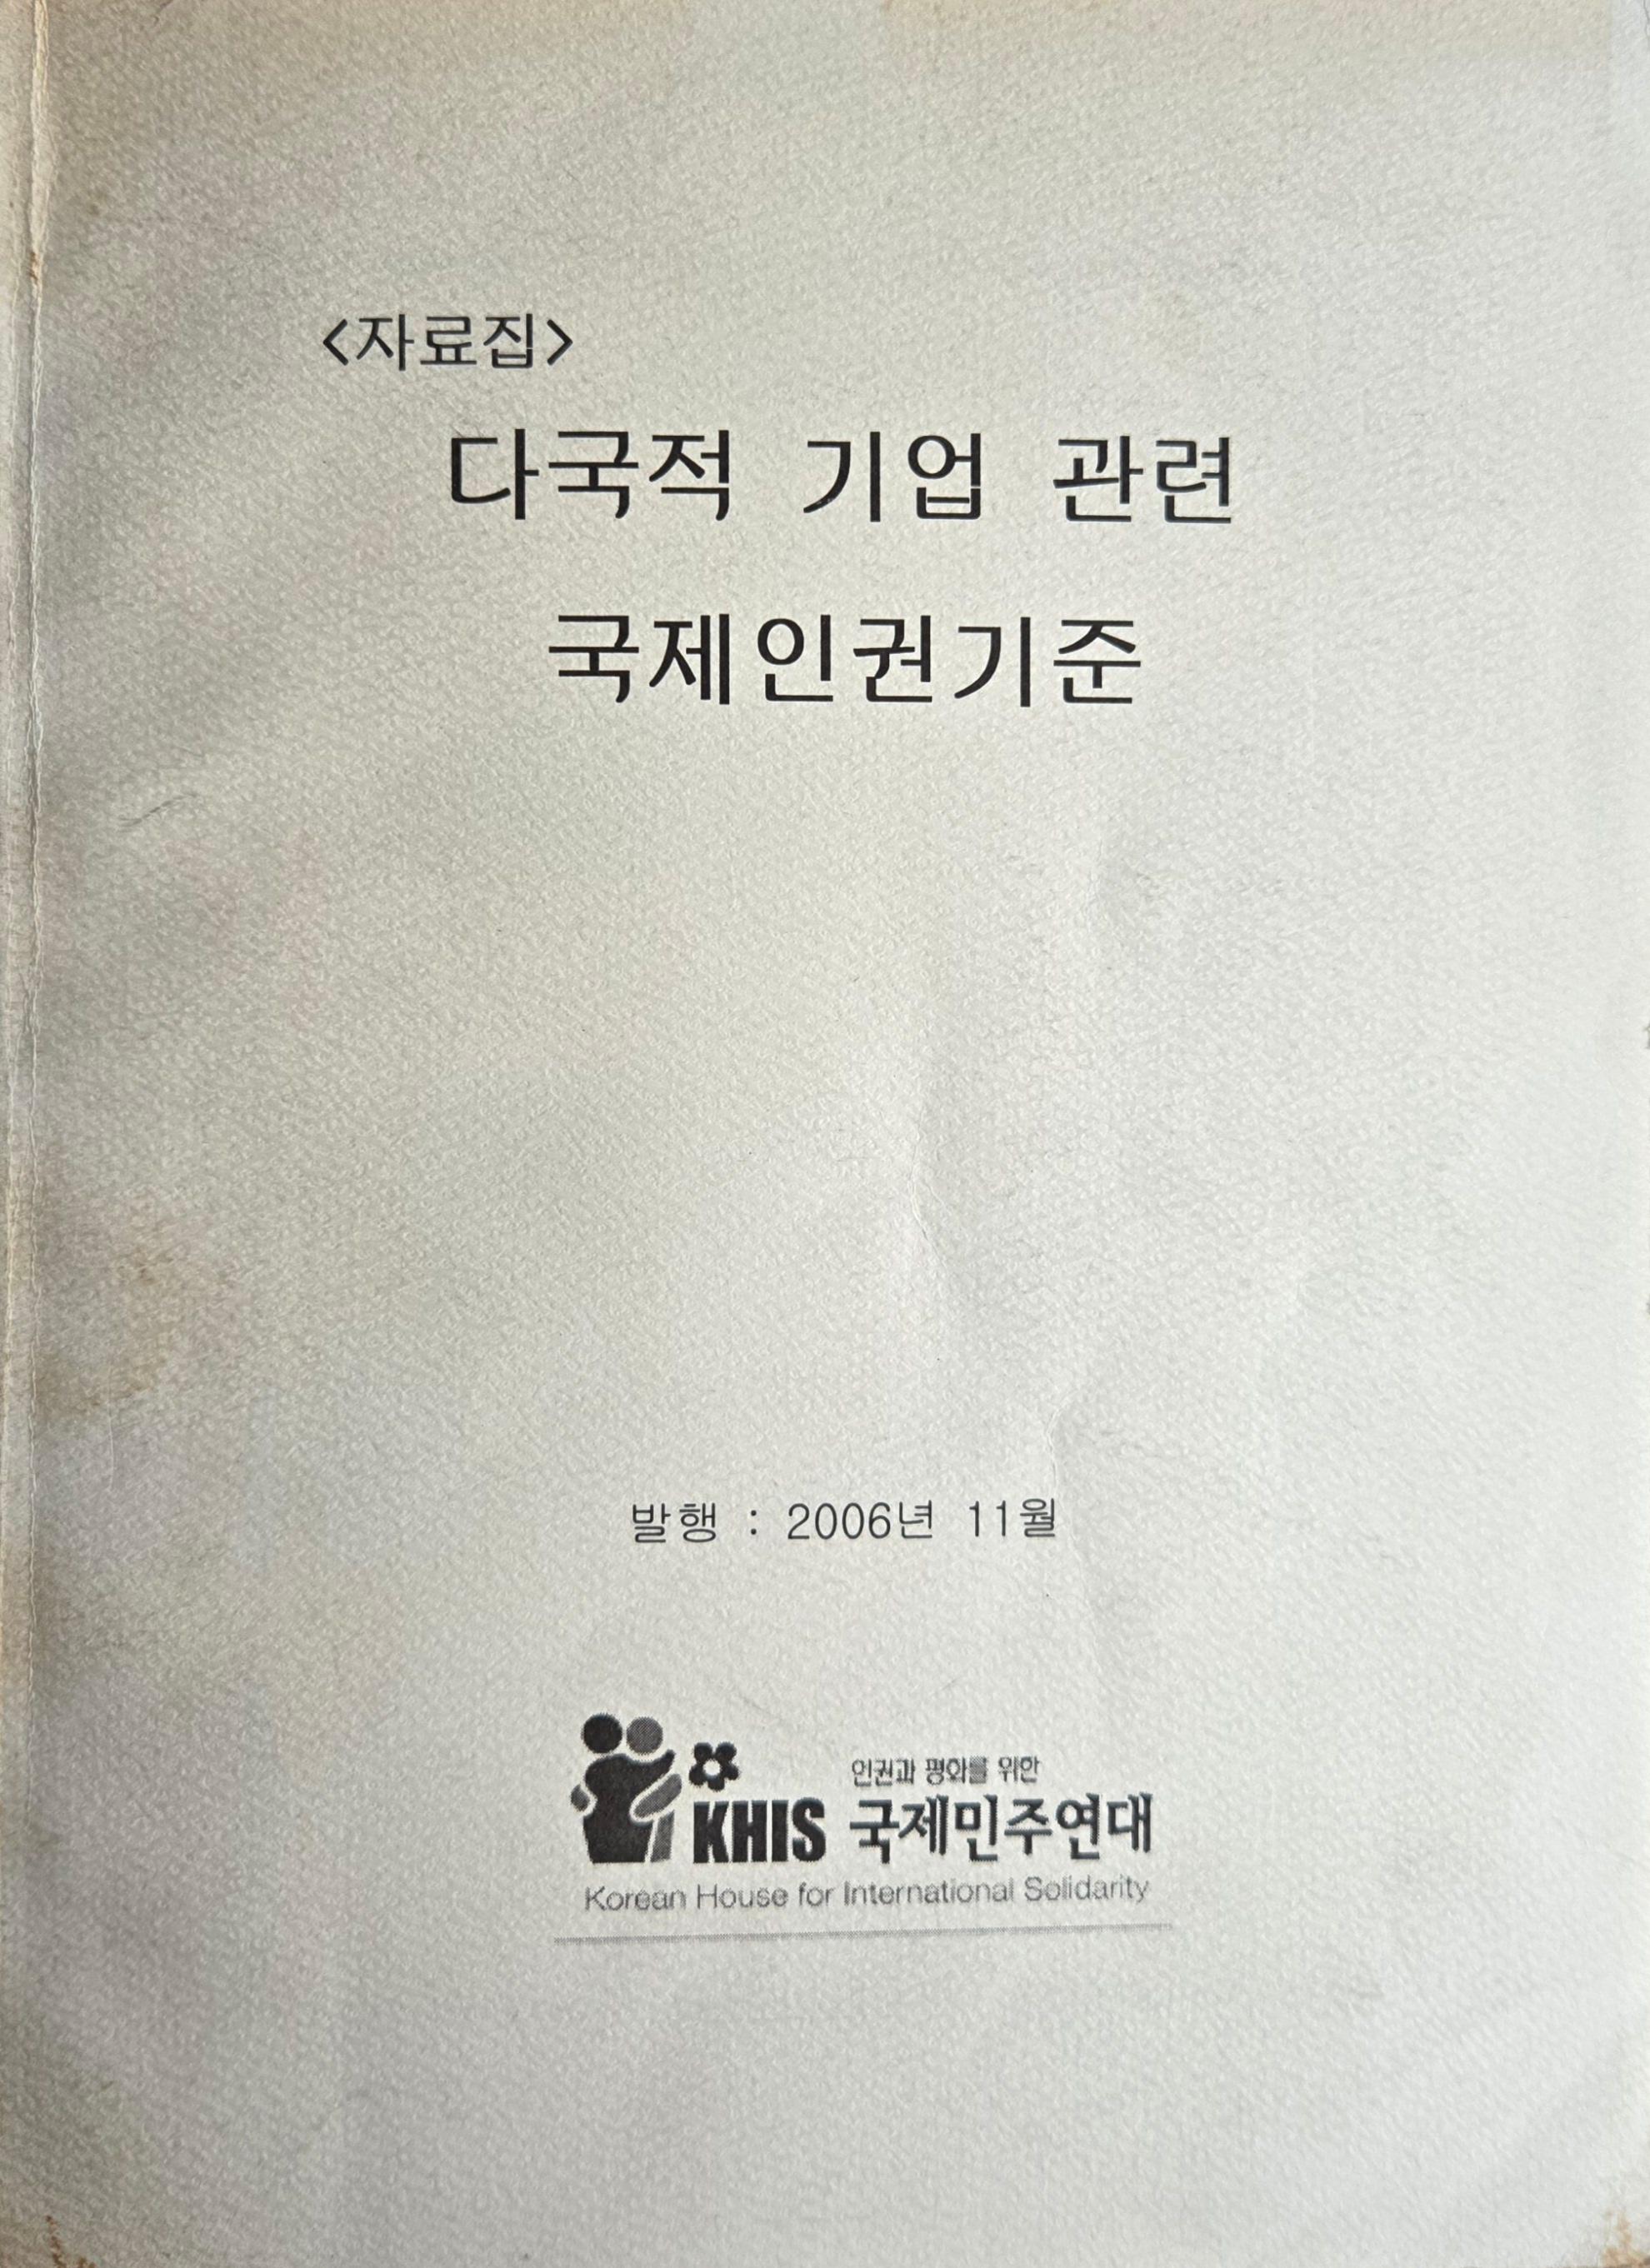 <자료집>
다국적 기업 관련
국제인권기준
발행 : 2006년 11월
인권과 평화를 위한
KHIS 국제민주연대
Korean House for International Solidarity